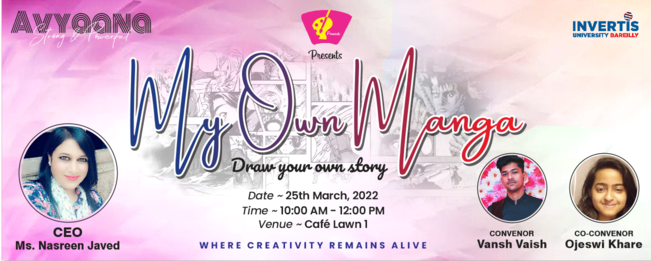 AVYAANA
Strong & Powerful
Presents
INVERTIS
UNIVERSITY BAREILLY
My Own Manga
Draw your own story
Date ~ 25th March, 2022
Time ~ 10:00 AM - 12:00 PM
Venue ~ Café Lawn 1
WHERE CREATIVITY REMAINS ALIVE
CEO
Ms. Nasreen Javed
CONVENOR
Vansh Vaish
CO-CONVENOR
Ojeswi Khare